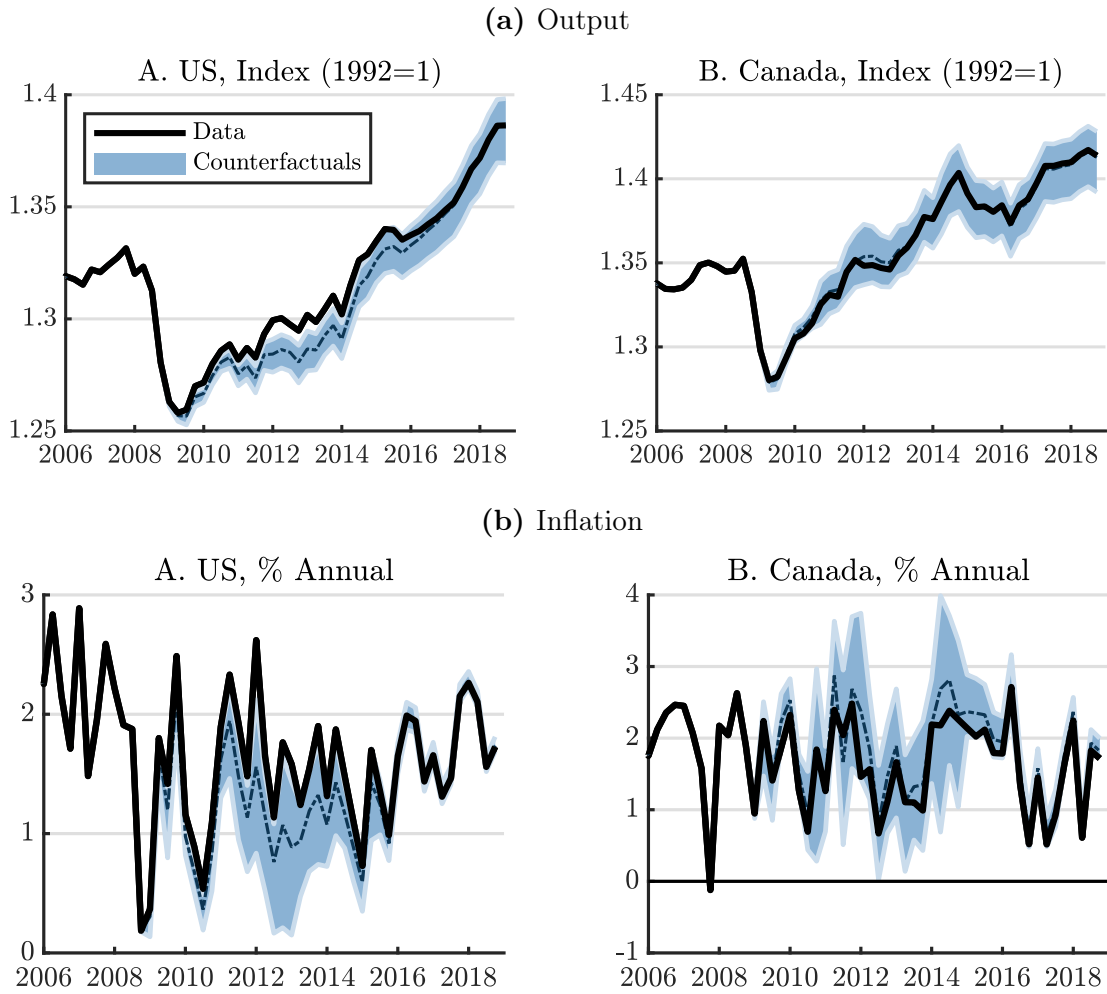 (a) Output
A. US, Index (1992=1)
1.4
1.35
1.3
1.25
Data
Counterfactuals
2006 2008 2010 2012 2014 2016 2018
B. Canada, Index (1992=1)
1.45
1.4
1.35
1.3
1.25
2006 2008 2010 2012 2014 2016 2018
(b) Inflation
A. US, % Annual
3
2
1
0
2006 2008 2010 2012 2014 2016 2018
B. Canada, % Annual
4
3
2
1
0
-1
2006 2008 2010 2012 2014 2016 2018